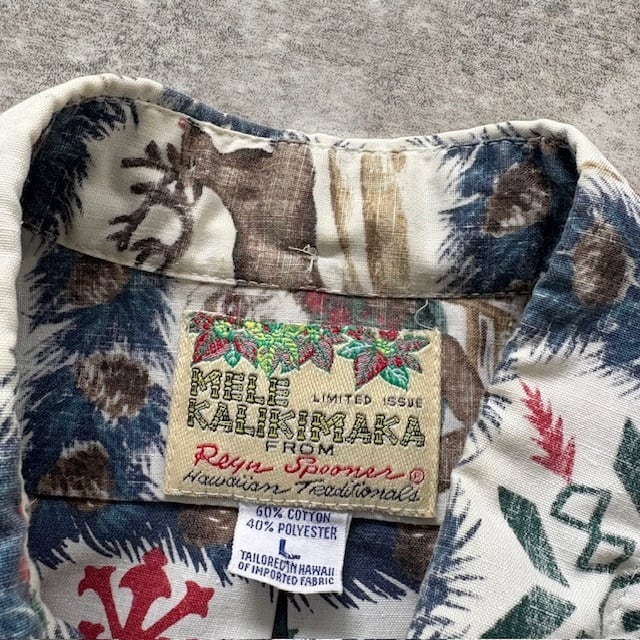 MELE
LIMITED ISSUE
KALIKIMAKA
FROM
Reyn Spooner®
Hawaiian Traditionals
60% COTTON
40% POLYESTER
L
TAILORED IN HAWAII
OF IMPORTED FABRIC